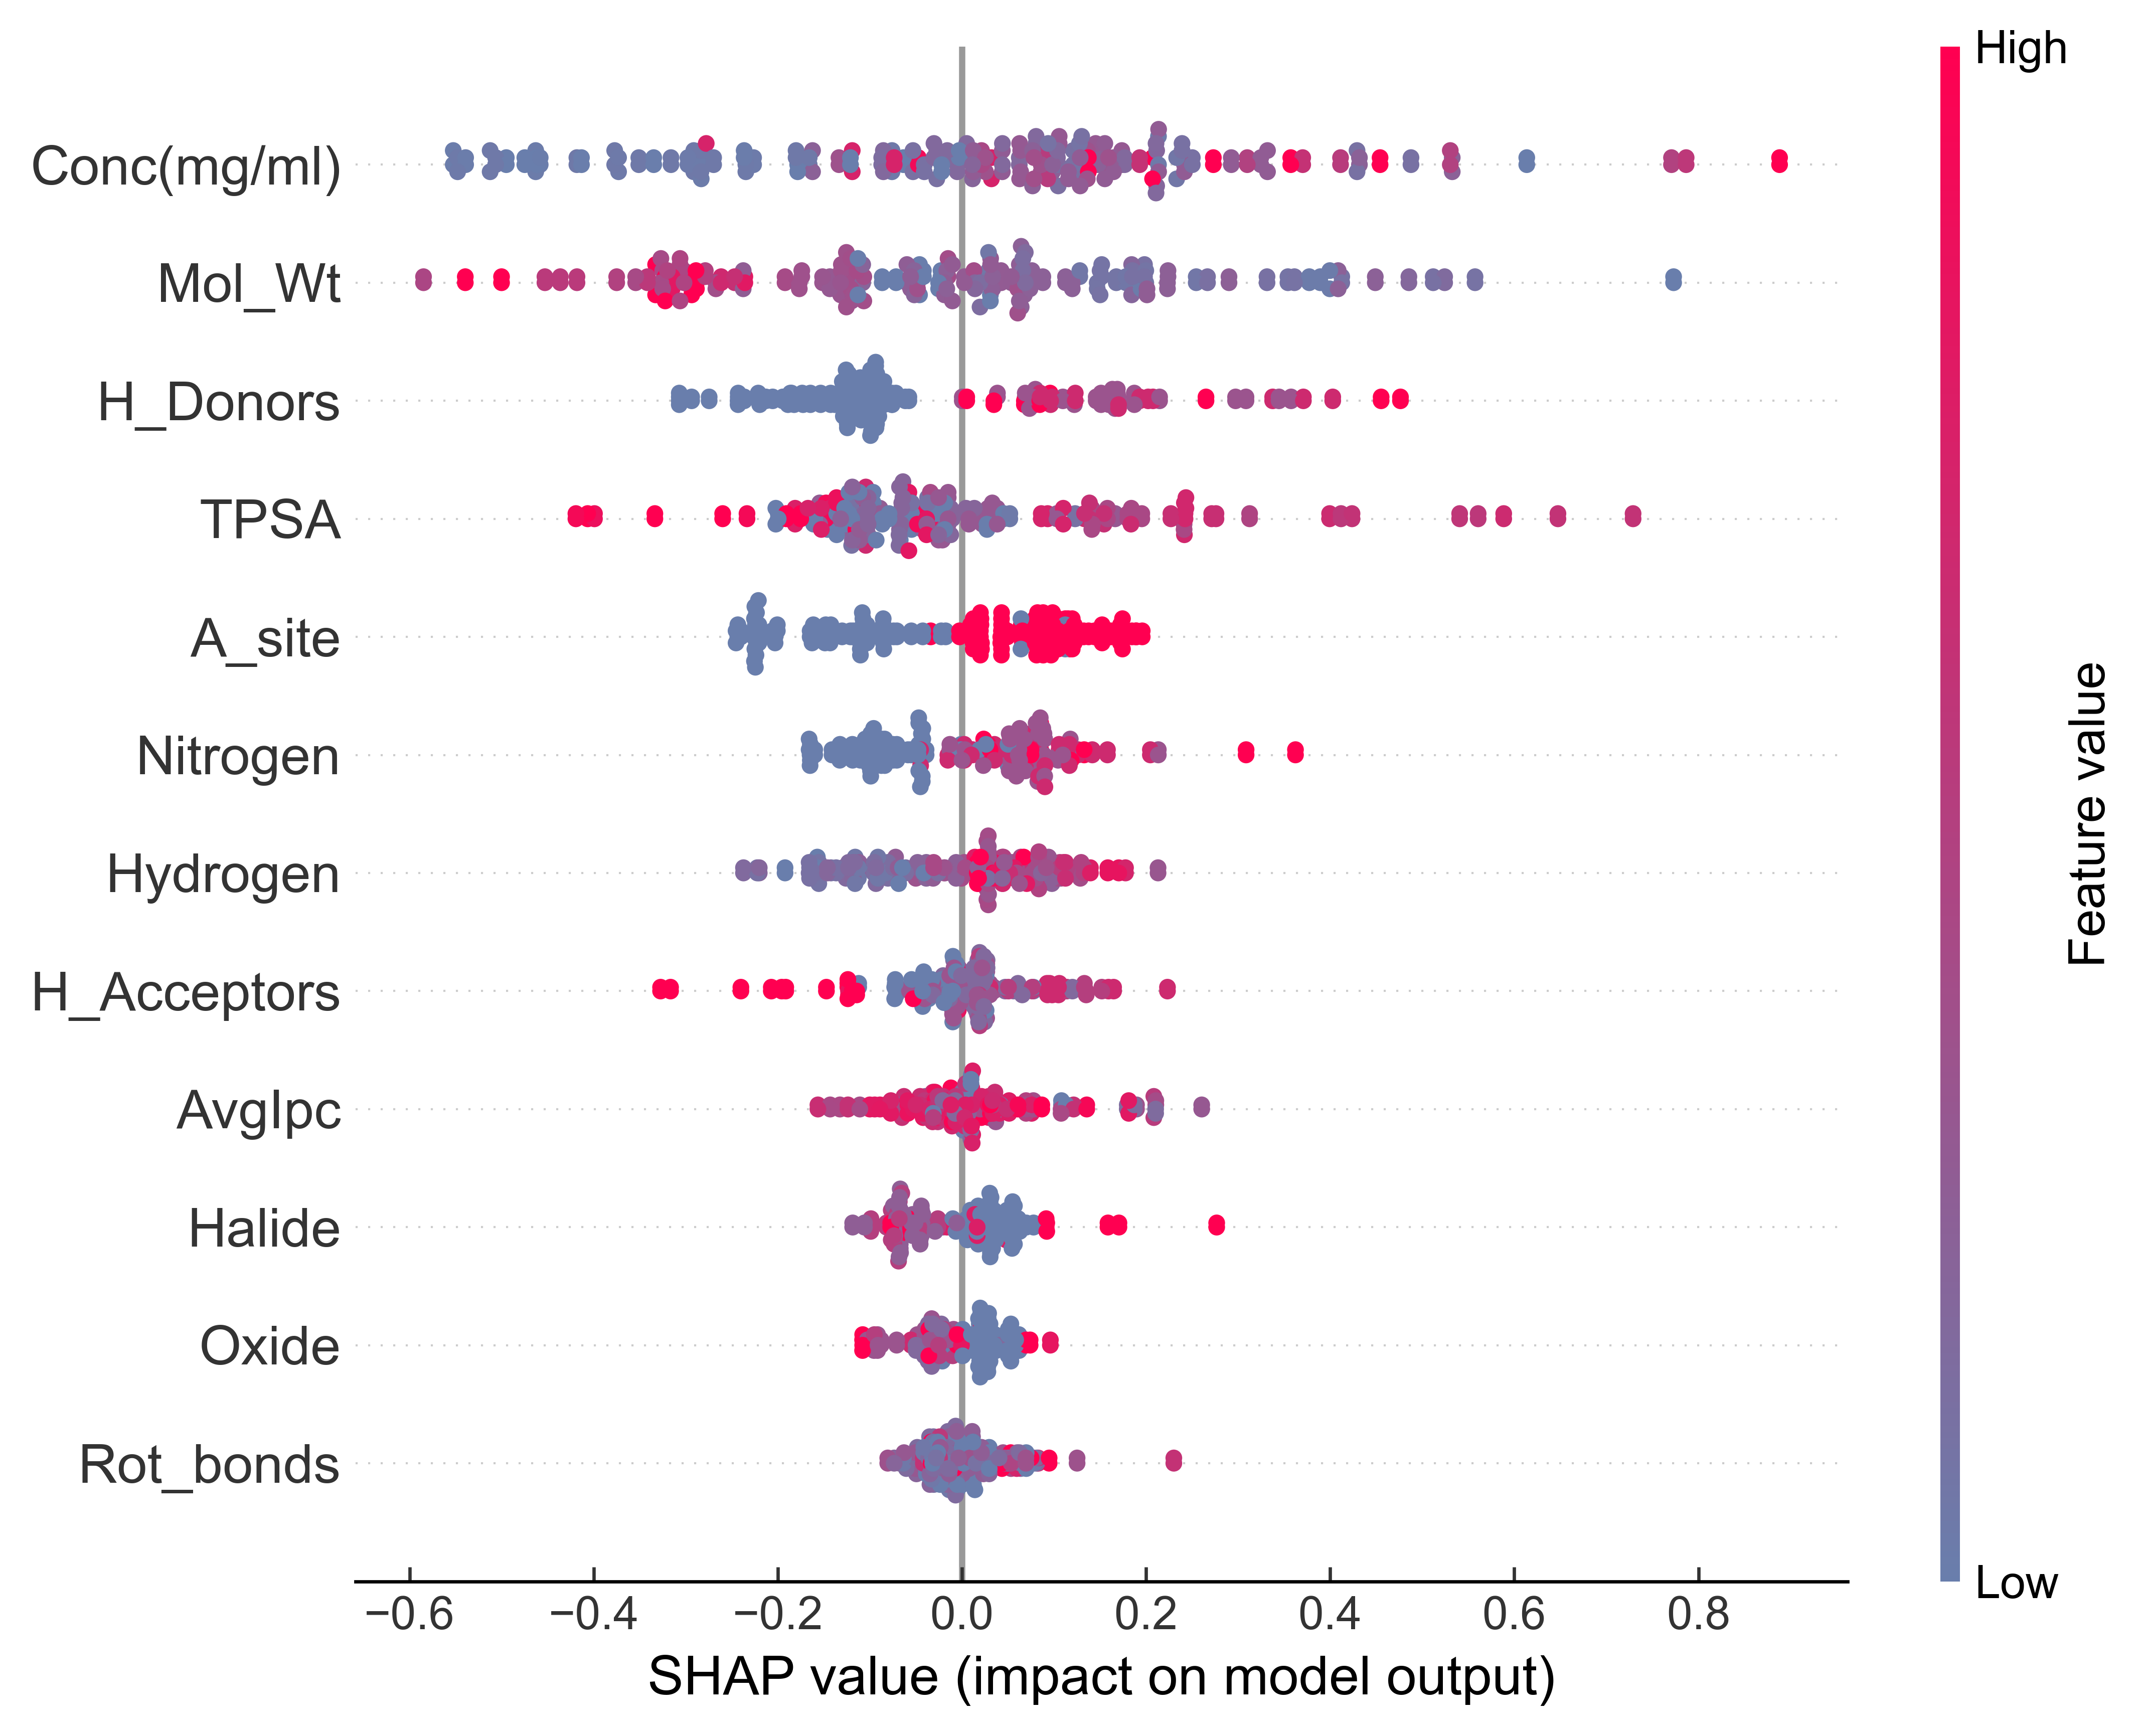 High
Conc(mg/ml)
Mol_Wt
H_Donors
TPSA
A_site
Nitrogen
Hydrogen
H_Acceptors
AvgIpc
Halide
Oxide
Rot_bonds
Feature value
Low
−0.6 −0.4 −0.2 0.0 0.2 0.4 0.6 0.8
SHAP value (impact on model output)